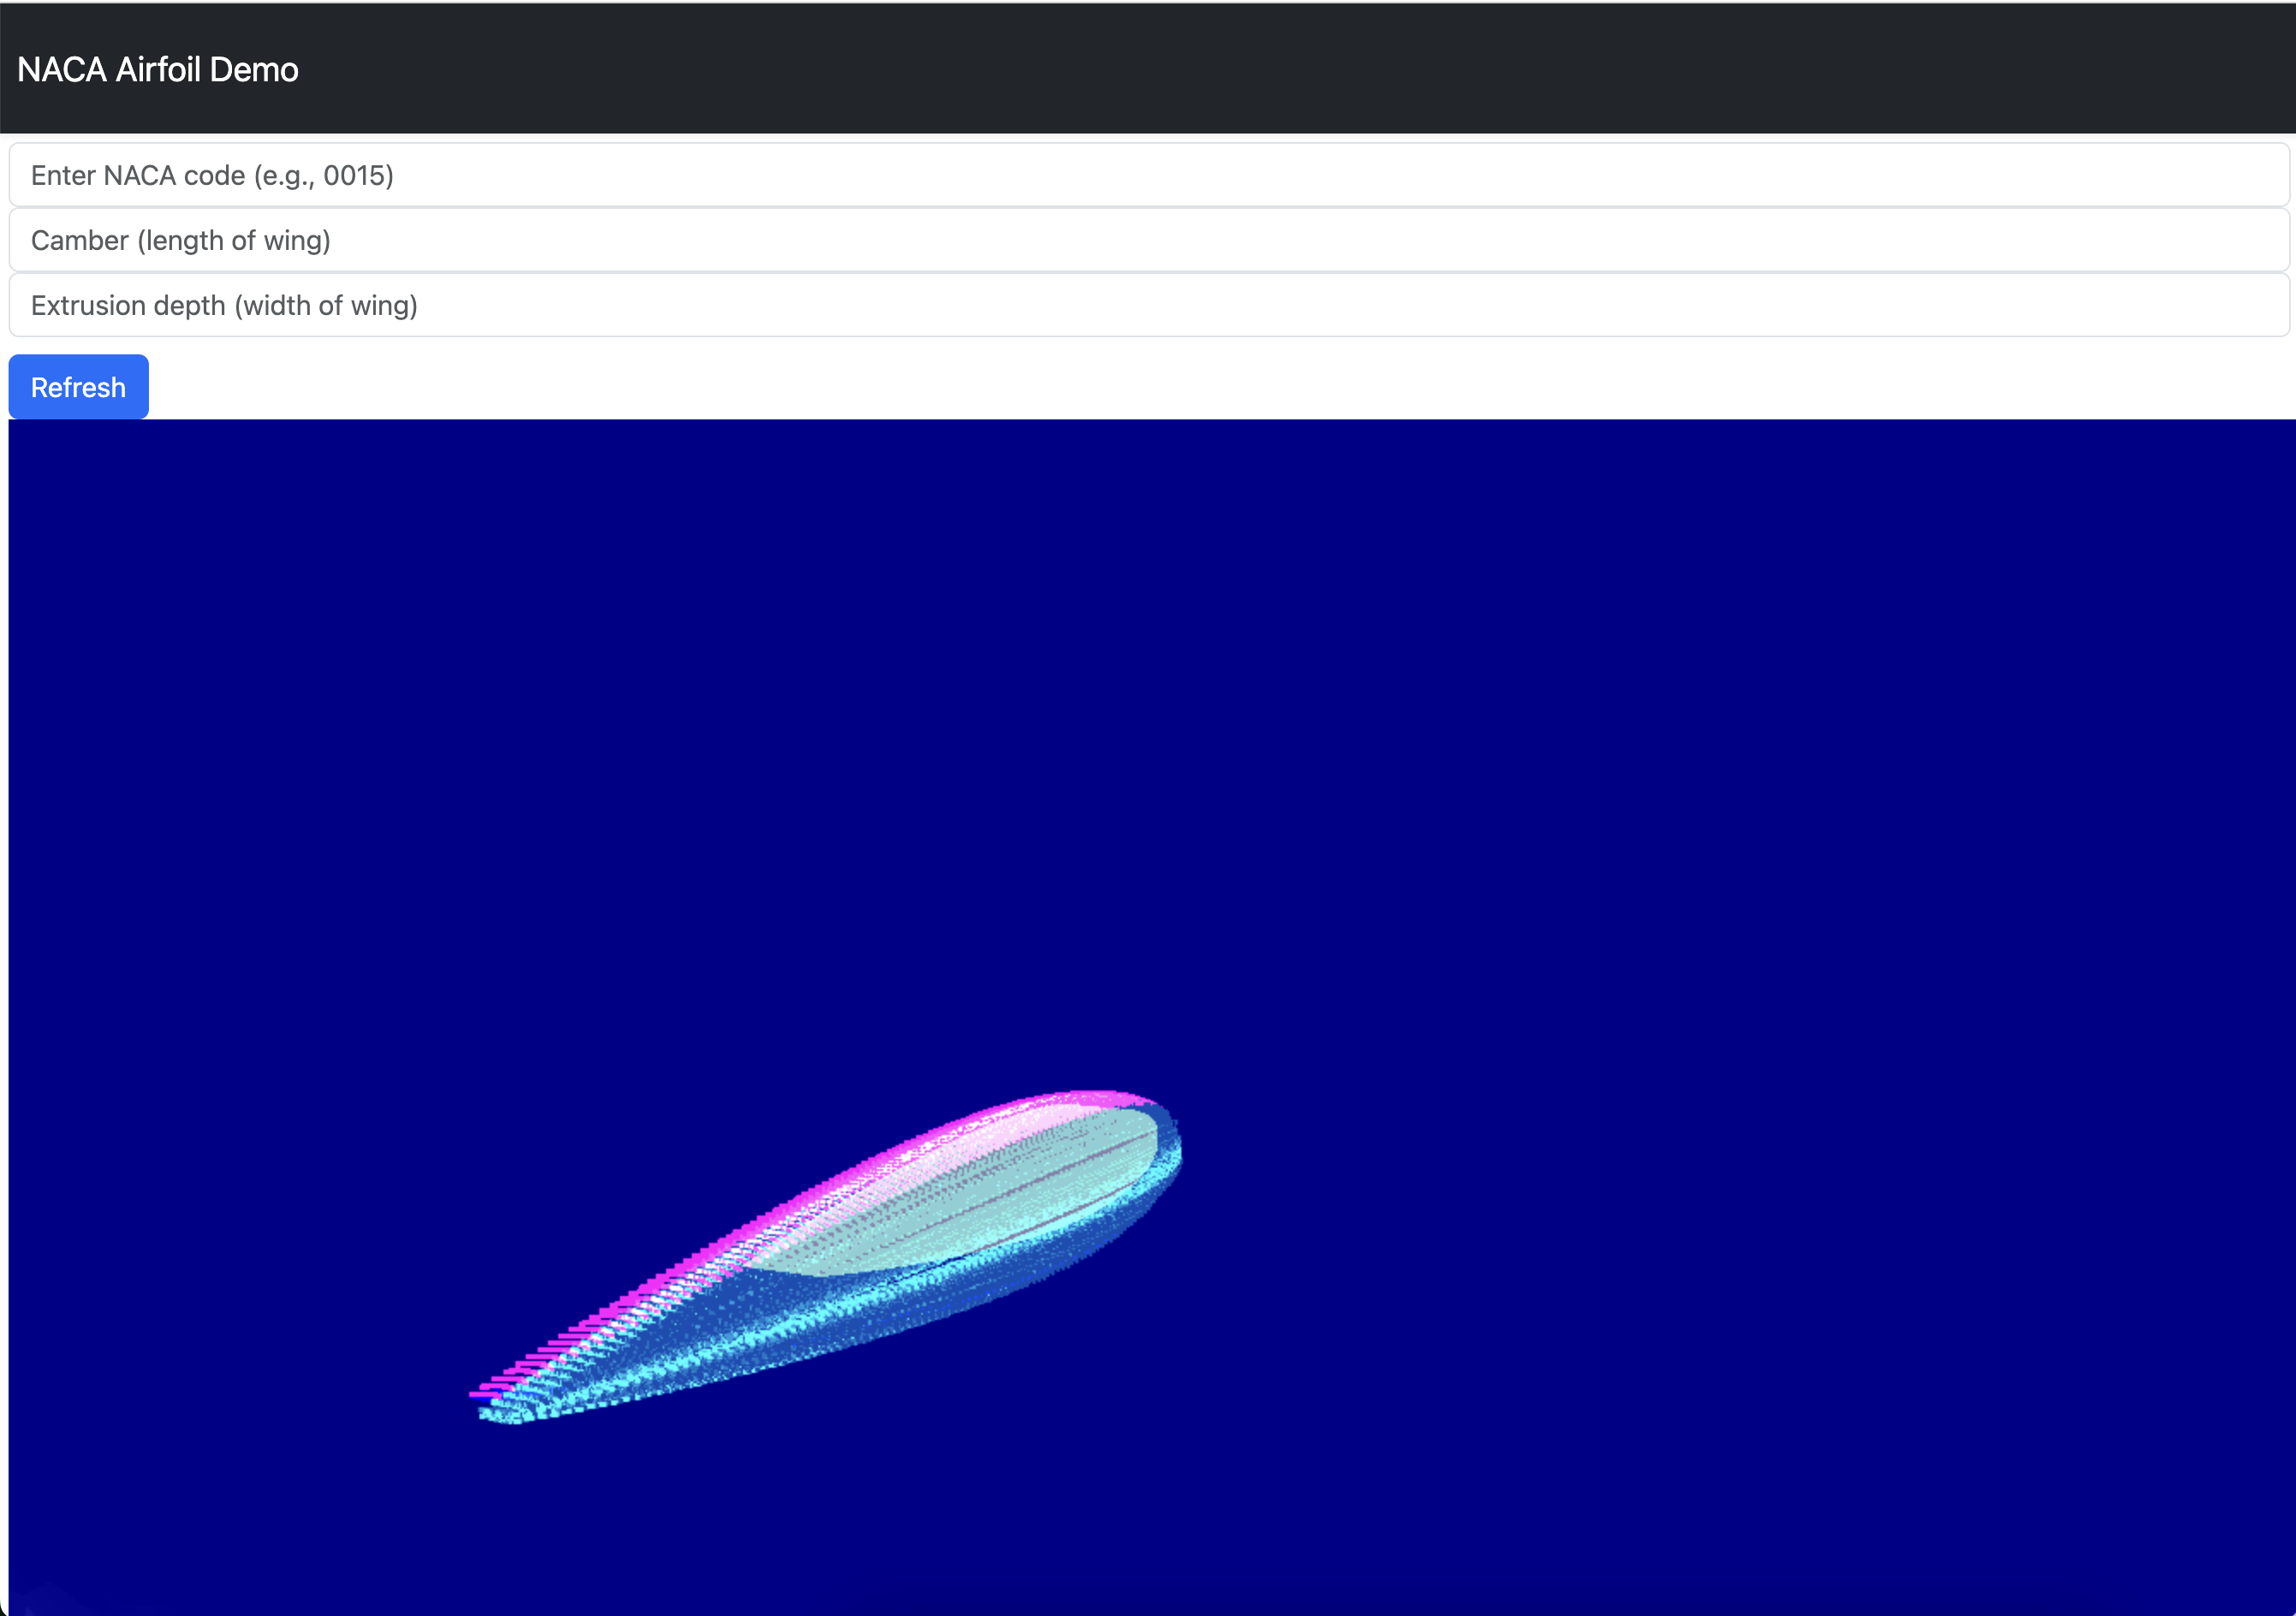 NACA Airfoil Demo
Enter NACA code (e.g., 0015)
Camber (length of wing)
Extrusion depth (width of wing)
Refresh